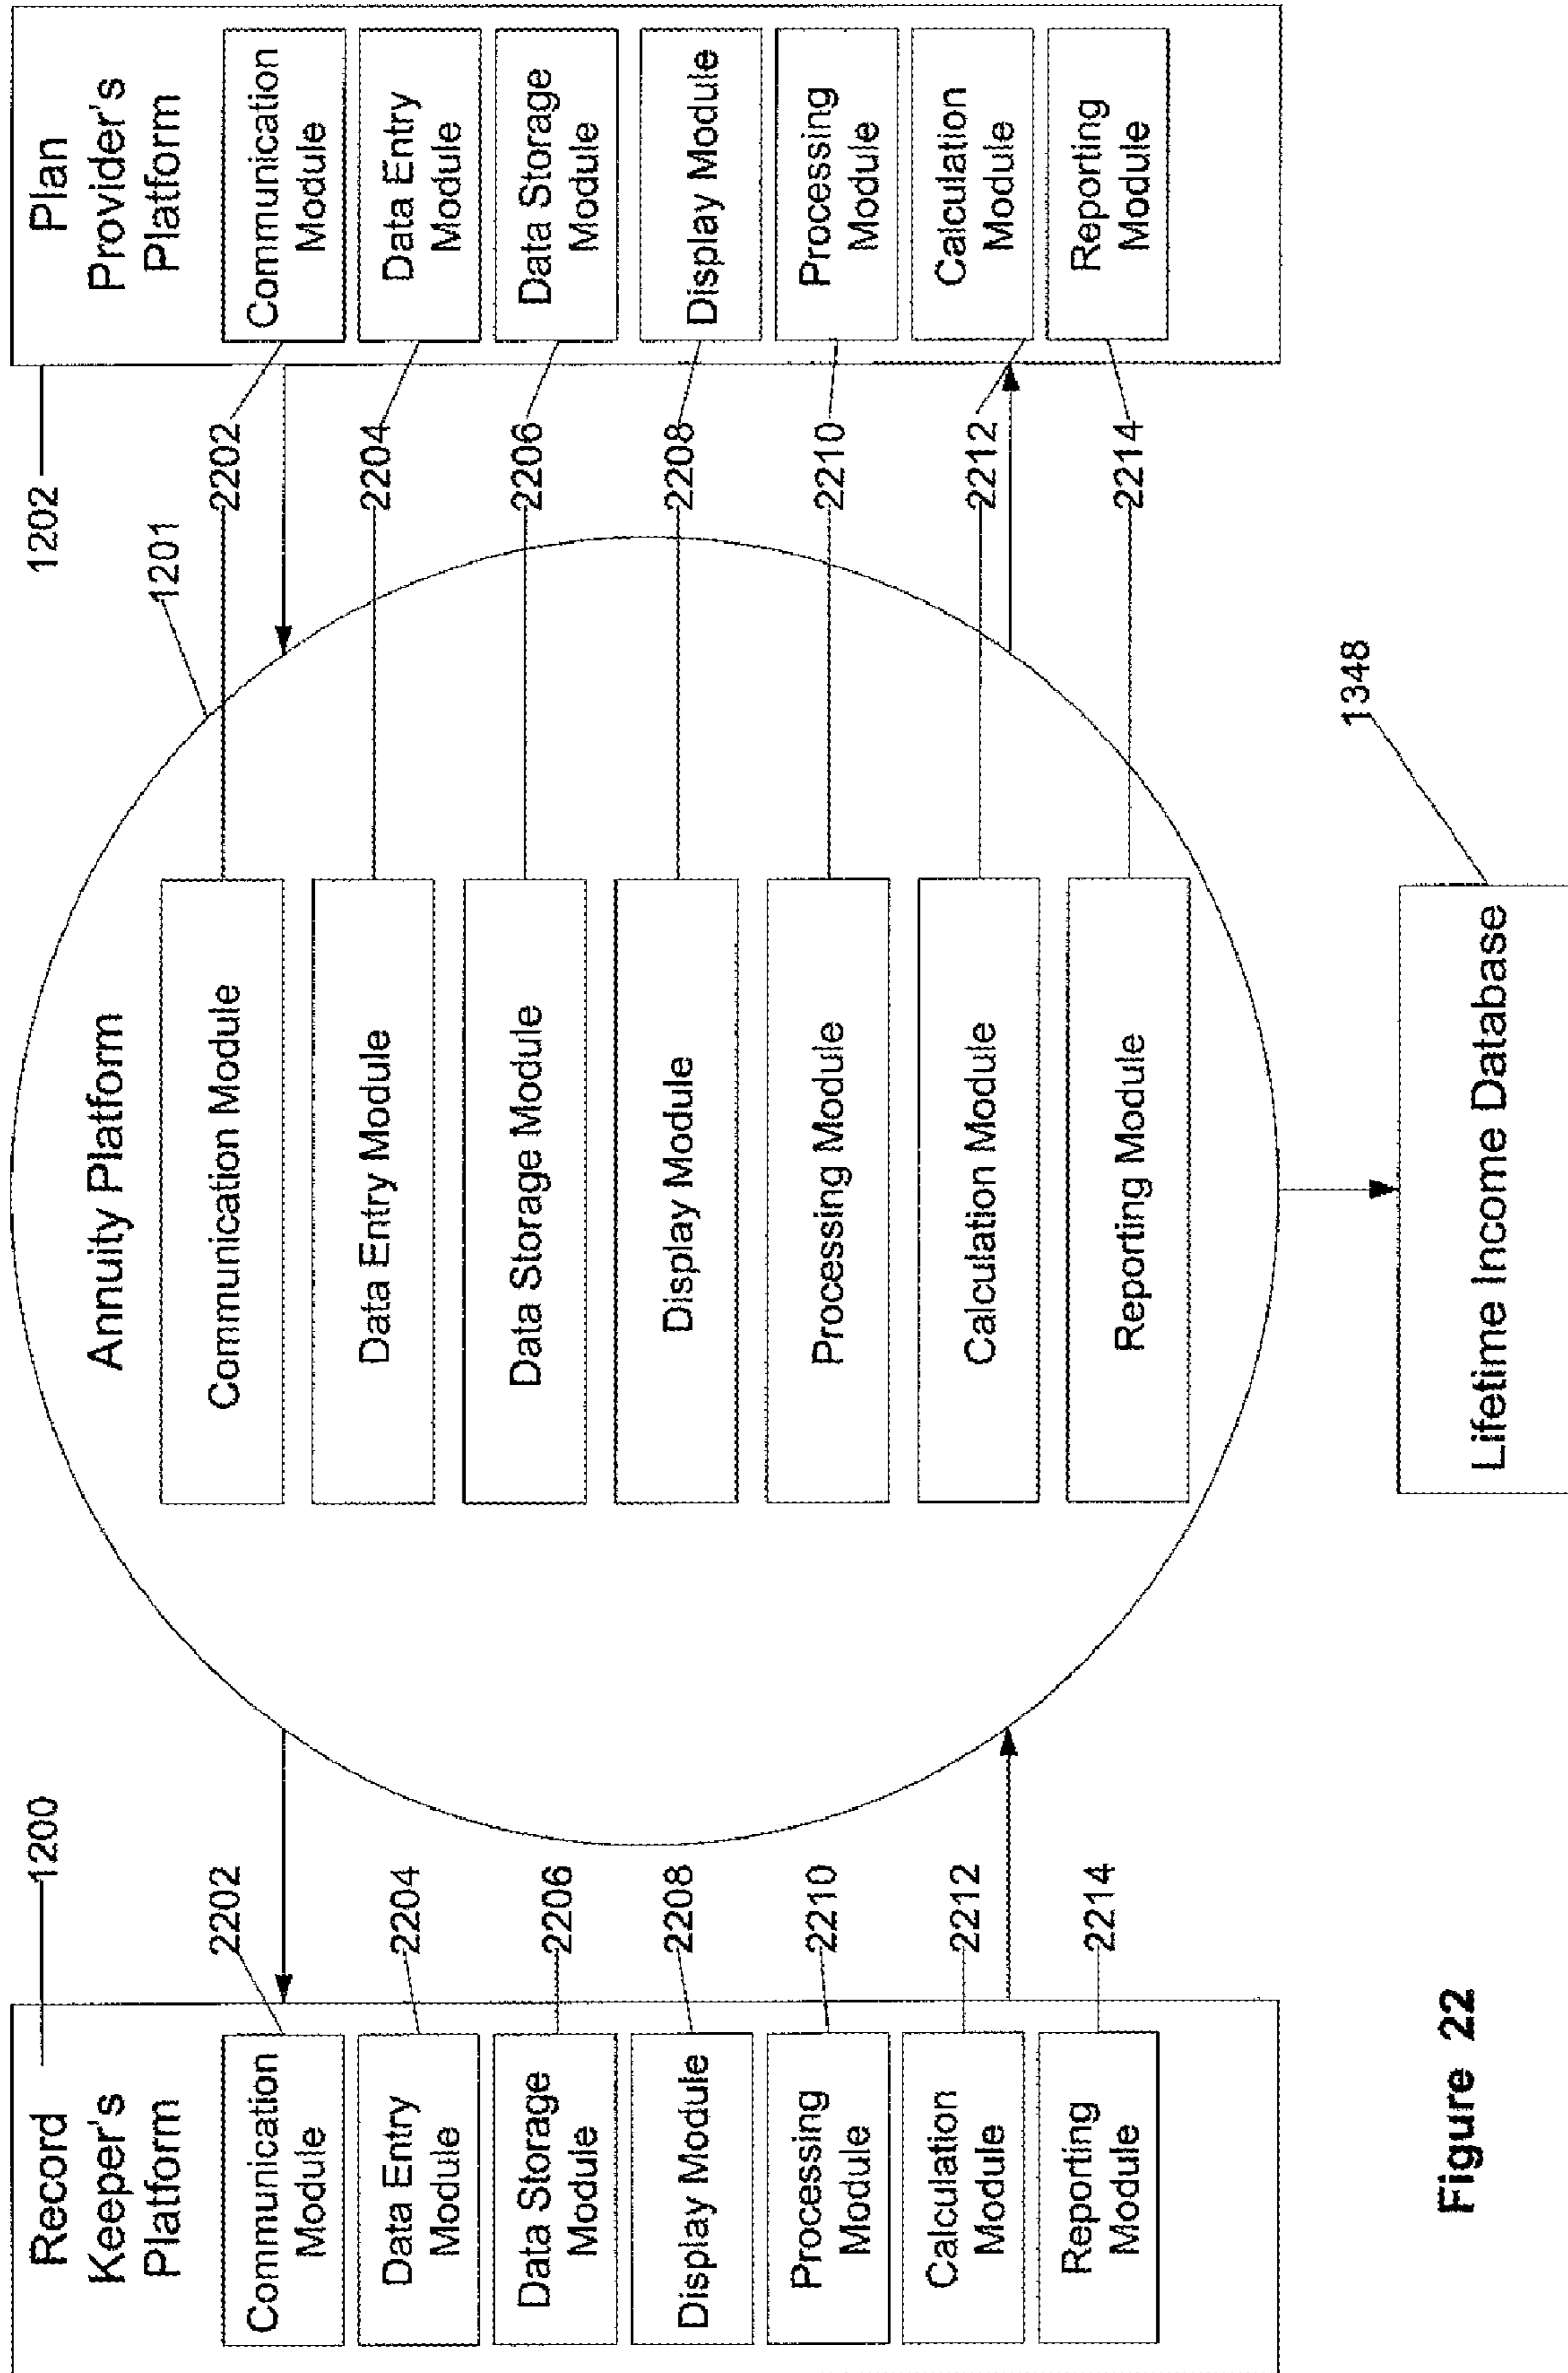 Record
Keeper's
Platform
1200
Communication
Module
2202
Data Entry
Module
2204
Data Storage
Module
2206
Display Module
2208
Processing
Module
2210
Calculation
Module
2212
Reporting
Module
2214
Annuity Platform
1201
Communication Module
Data Entry Module
Data Storage Module
Display Module
Processing Module
Calculation Module
Reporting Module
2202
2204
2206
2208
2210
2212
2214
Plan
Provider's
Platform
1202
Communication
Module
Data Entry
Module
Data Storage
Module
Display Module
Processing
Module
Calculation
Module
Reporting
Module
Lifetime Income Database
1348
Figure 22